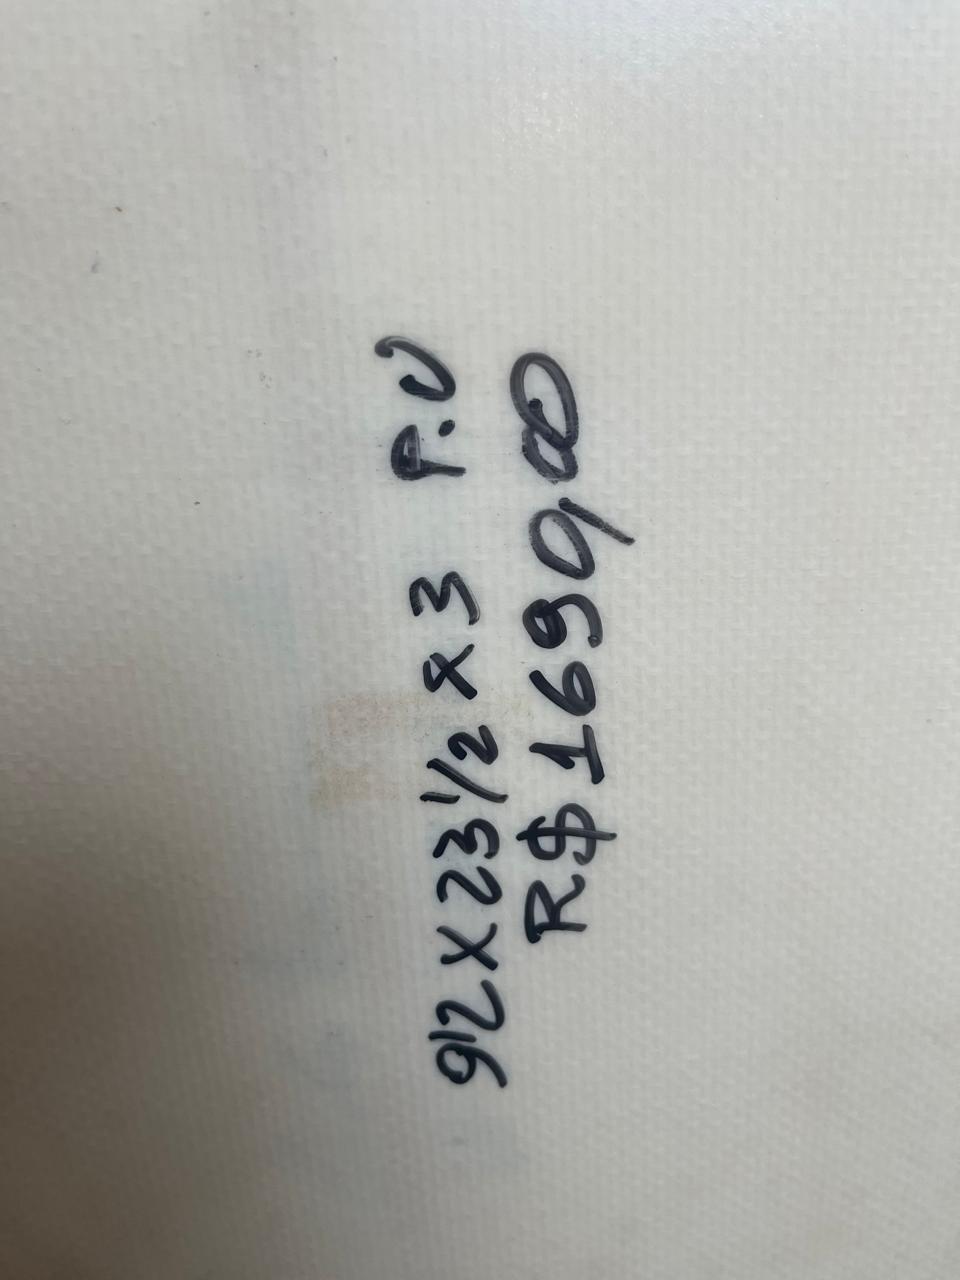 9'2 X 23 1/2 x 3 P.U
R$ 1690,00